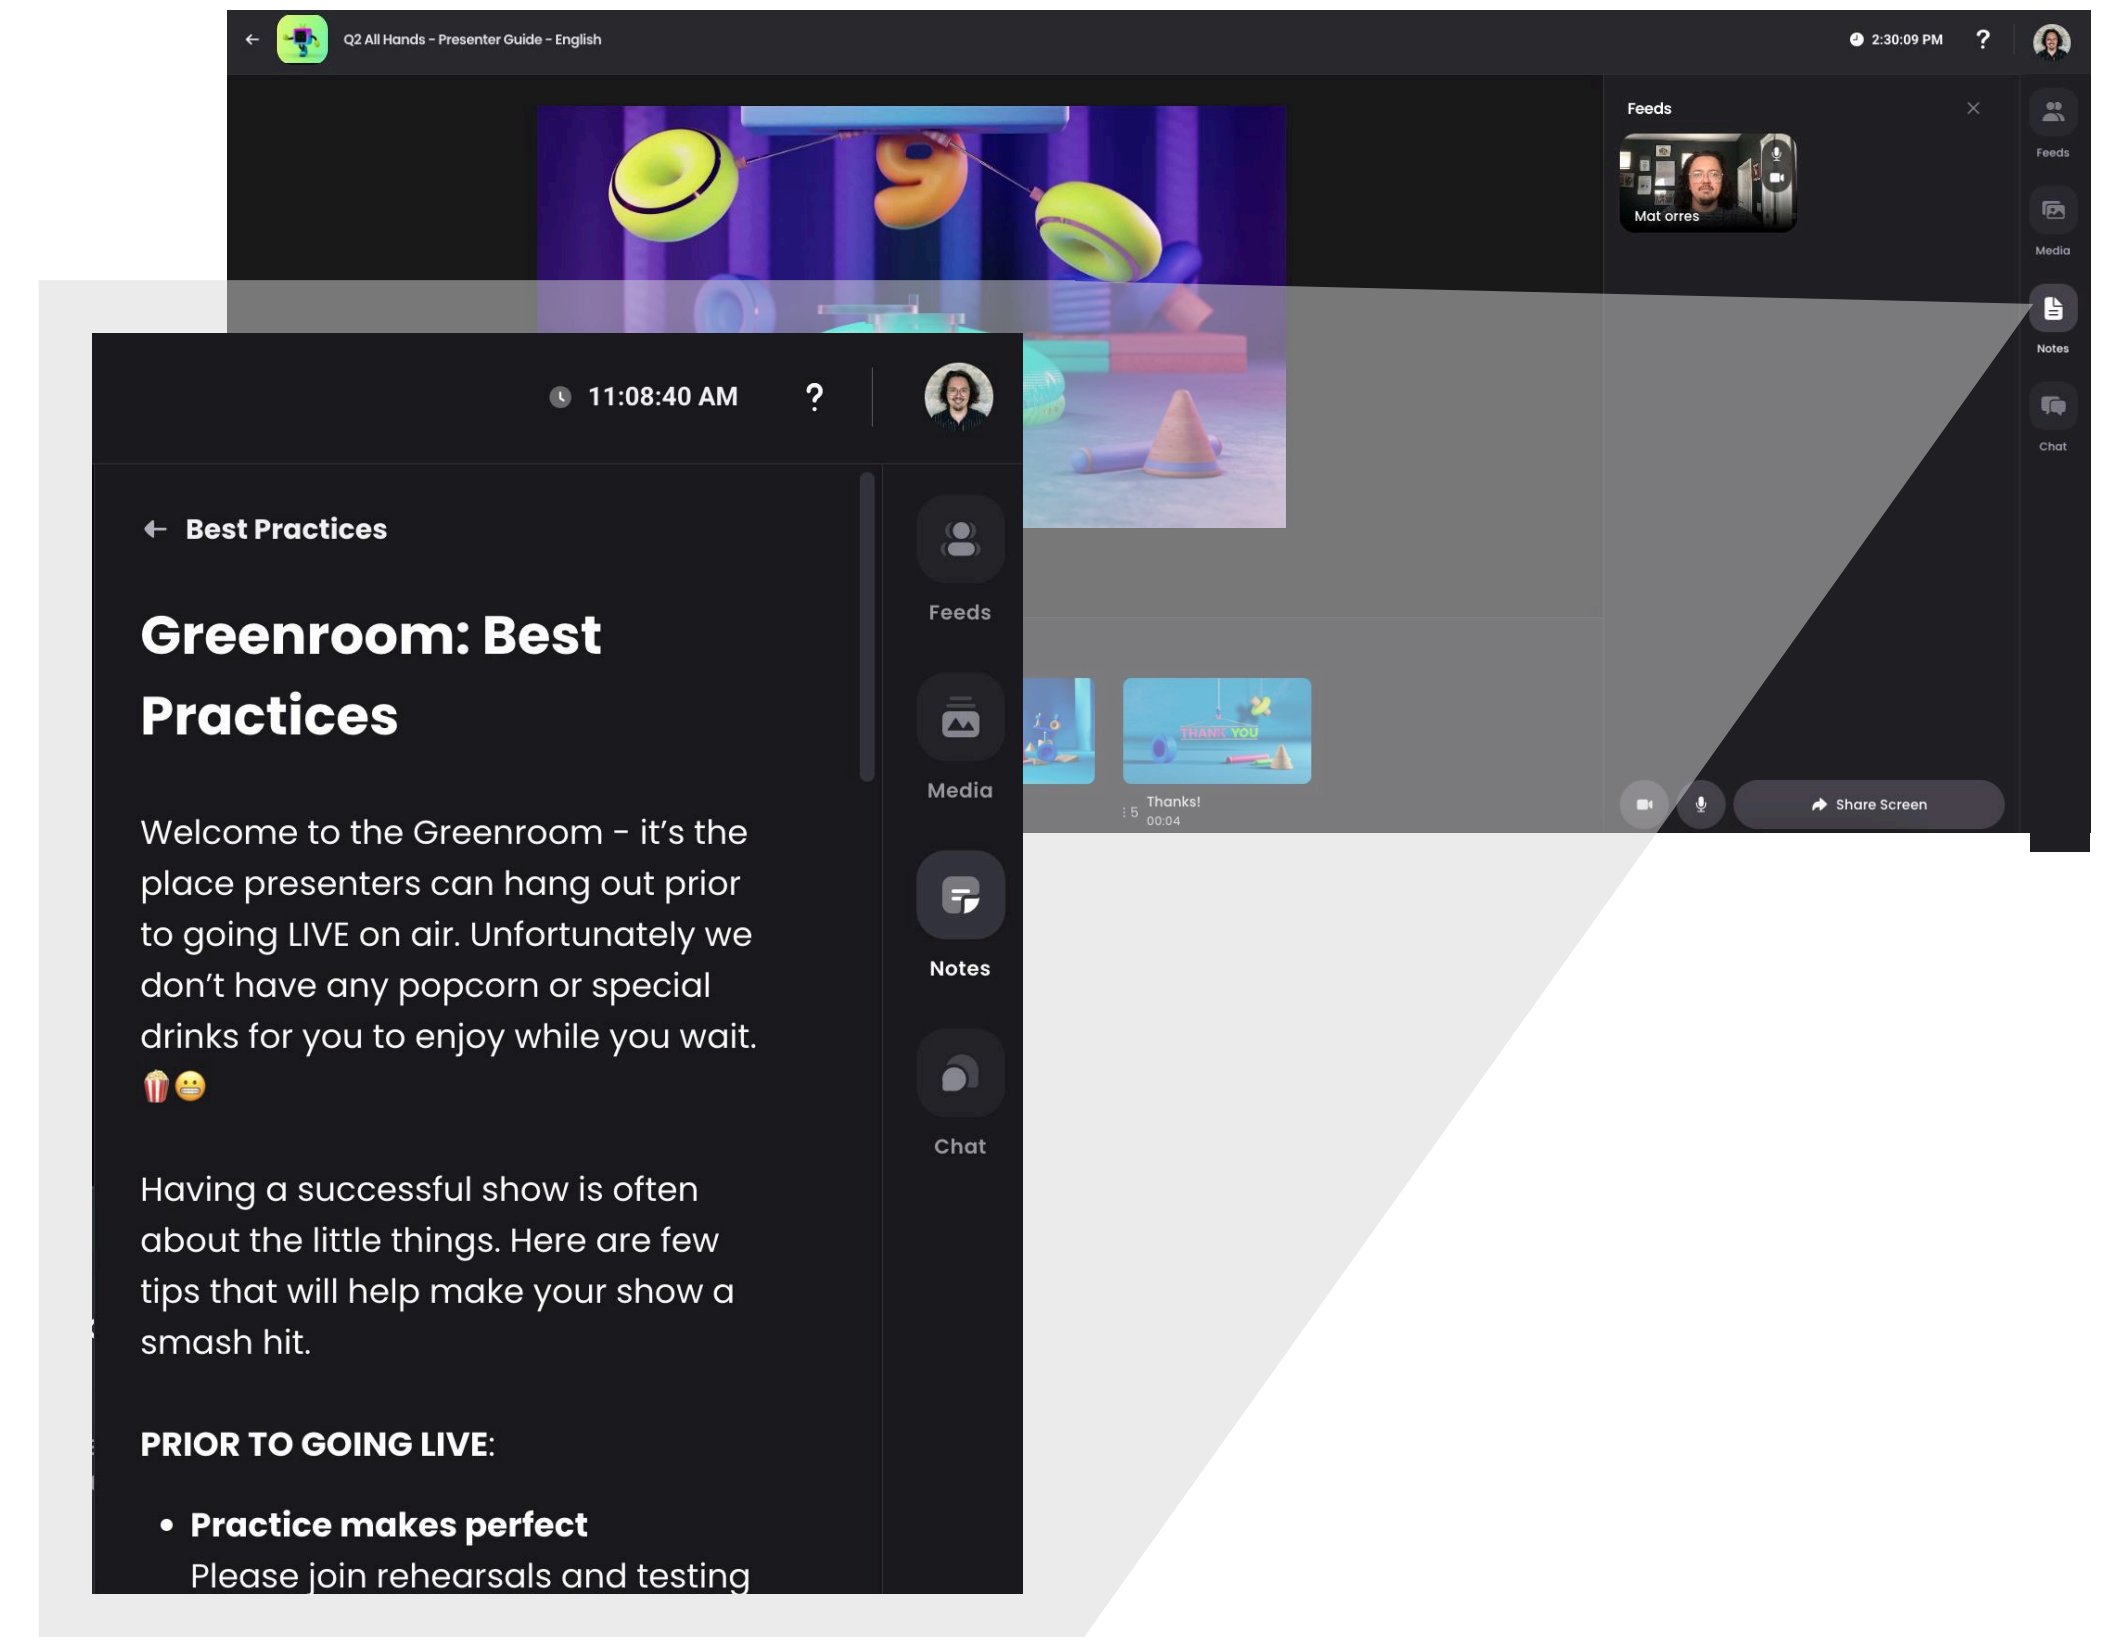 Q2 All Hands - Presenter Guide - English
2:30:09 PM
?
Feeds
Mat orres
Feeds
Media
Notes
Chat
THANK YOU
5
Thanks!
00:04
Share Screen
11:08:40 AM
?
Best Practices
Greenroom: Best
Practices
Welcome to the Greenroom - it’s the
place presenters can hang out prior
to going LIVE on air. Unfortunately we
don’t have any popcorn or special
drinks for you to enjoy while you wait.
🍿😬
Having a successful show is often
about the little things. Here are few
tips that will help make your show a
smash hit.
PRIOR TO GOING LIVE:
• Practice makes perfect
Please join rehearsals and testing
Feeds
Media
Notes
Chat